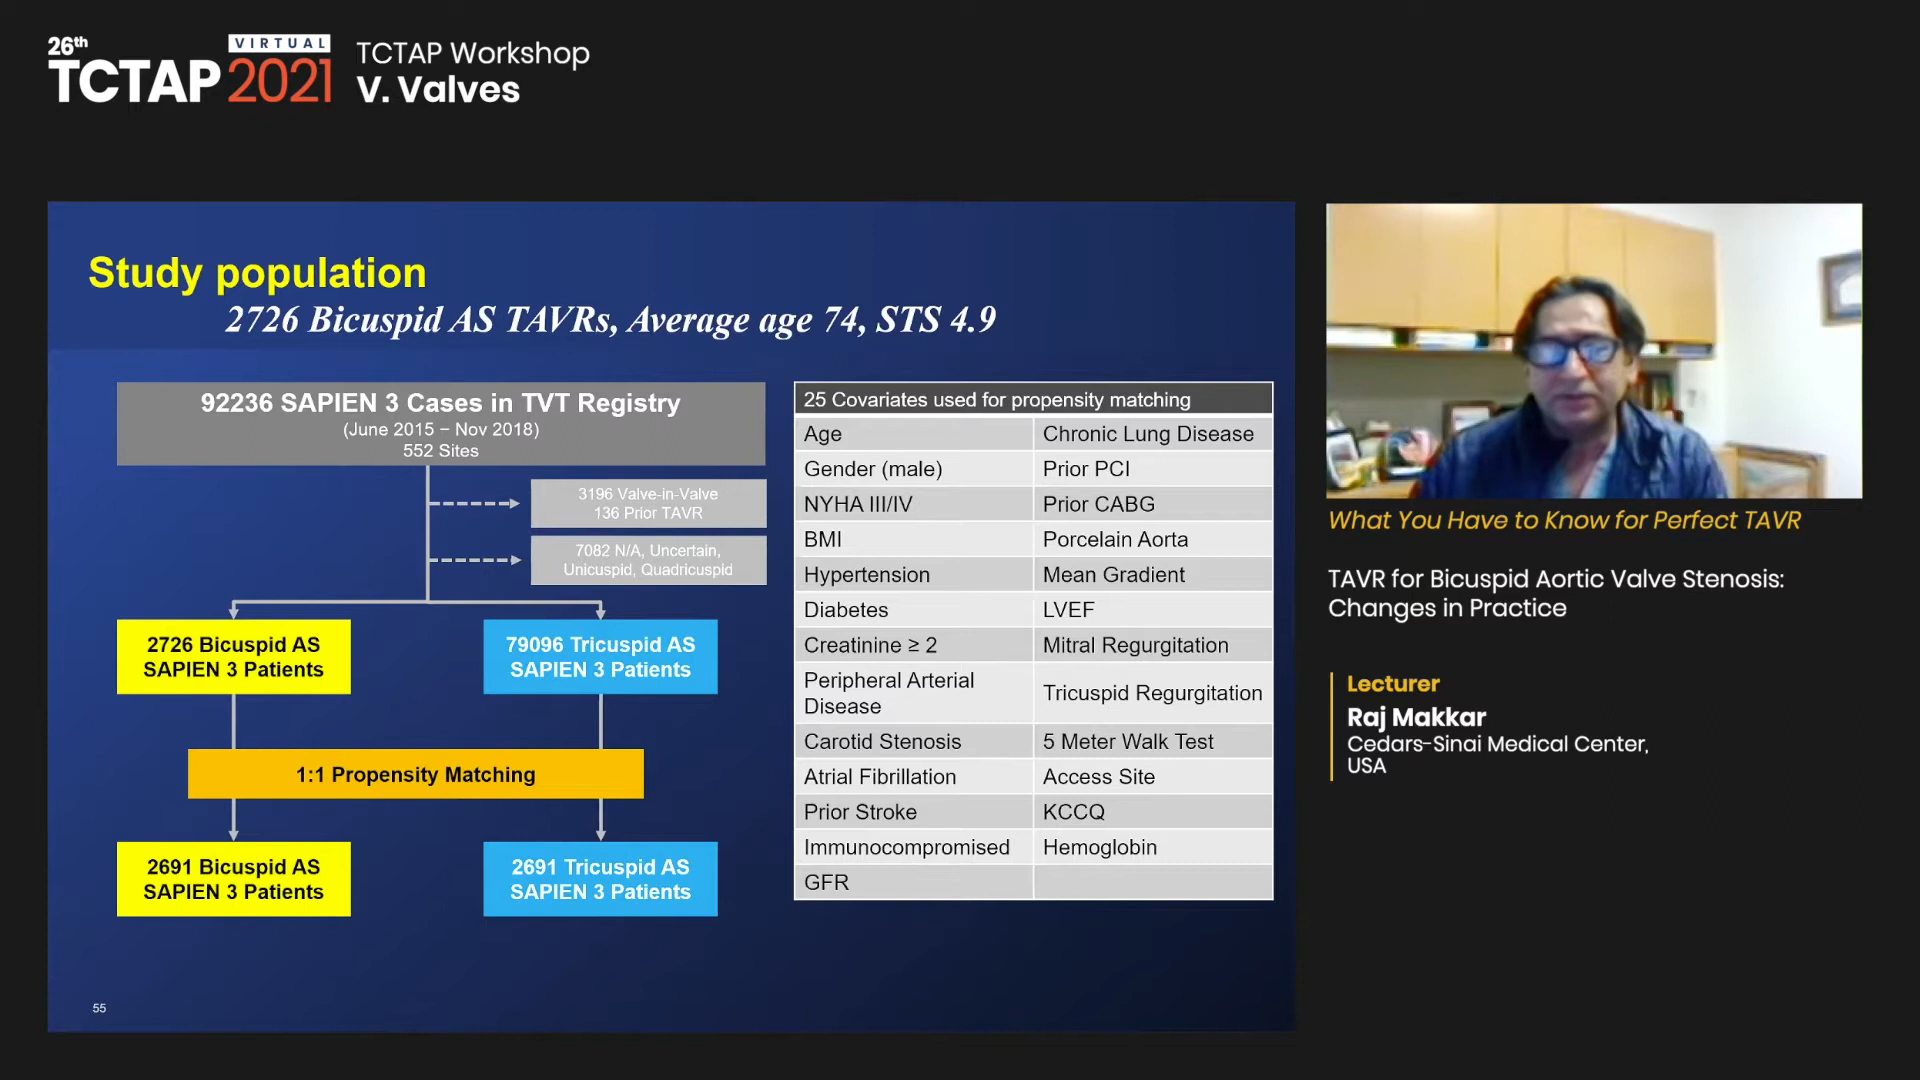 26th
VIRTUAL
TCTAP 2021
TCTAP Workshop
V. Valves
Study population
2726 Bicuspid AS TAVRs, Average age 74, STS 4.9
92236 SAPIEN 3 Cases in TVT Registry
(June 2015 – Nov 2018)
552 Sites
3196 Valve-in-Valve
136 Prior TAVR
7082 N/A, Uncertain,
Unicuspid, Quadricuspid
2726 Bicuspid AS
SAPIEN 3 Patients
79096 Tricuspid AS
SAPIEN 3 Patients
1:1 Propensity Matching
2691 Bicuspid AS
SAPIEN 3 Patients
2691 Tricuspid AS
SAPIEN 3 Patients
25 Covariates used for propensity matching
Age
Chronic Lung Disease
Gender (male)
Prior PCI
NYHA III/IV
Prior CABG
BMI
Porcelain Aorta
Hypertension
Mean Gradient
Diabetes
LVEF
Creatinine ≥ 2
Mitral Regurgitation
Peripheral Arterial
Disease
Tricuspid Regurgitation
Carotid Stenosis
5 Meter Walk Test
Atrial Fibrillation
Access Site
Prior Stroke
KCCQ
Immunocompromised
Hemoglobin
GFR
55
What You Have to Know for Perfect TAVR
TAVR for Bicuspid Aortic Valve Stenosis:
Changes in Practice
Lecturer
Raj Makkar
Cedars-Sinai Medical Center,
USA